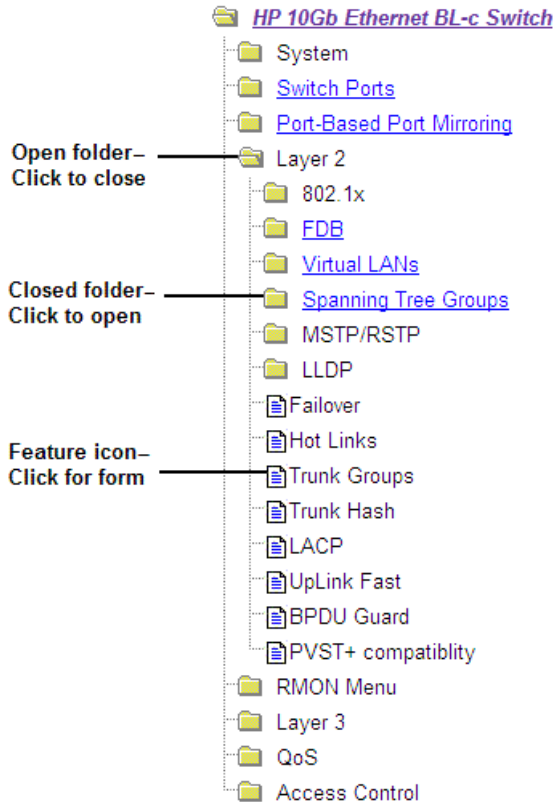 HP 10Gb Ethernet BL-c Switch
System
Switch Ports
Port-Based Port Mirroring
Open folder–
Click to close
Layer 2
802.1x
FDB
Virtual LANs
Closed folder–
Click to open
Spanning Tree Groups
MSTP/RSTP
LLDP
Failover
Hot Links
Feature icon–
Click for form
Trunk Groups
Trunk Hash
LACP
UpLink Fast
BPDU Guard
PVST+ compatiblity
RMON Menu
Layer 3
QoS
Access Control